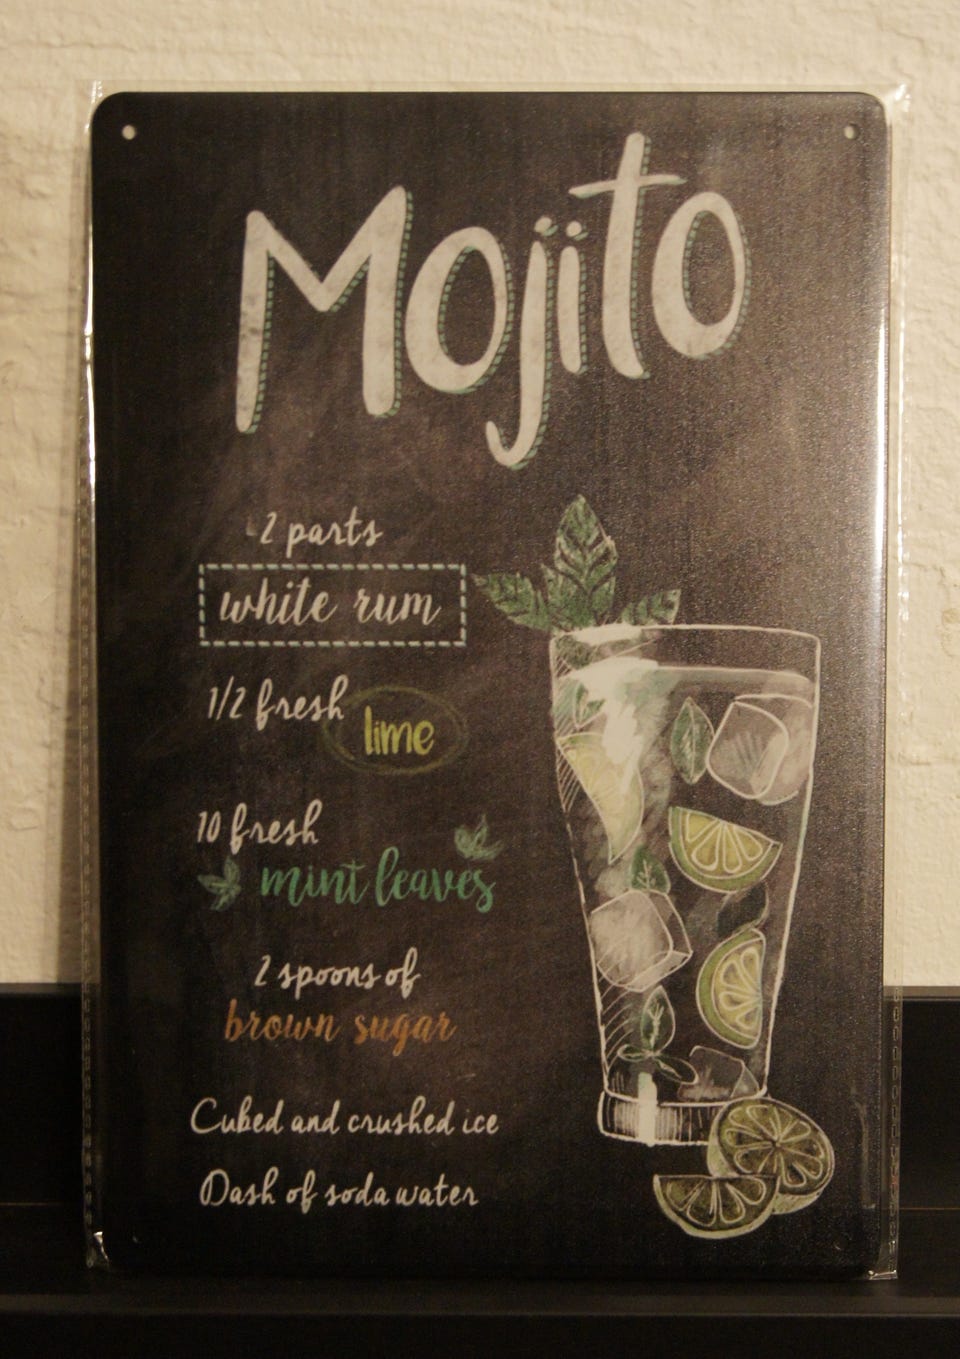 Mojito
2 parts
white rum
1/2 fresh
lime
10 fresh
mint leaves
2 spoons of
brown sugar
Cubed and crushed ice
Dash of soda water